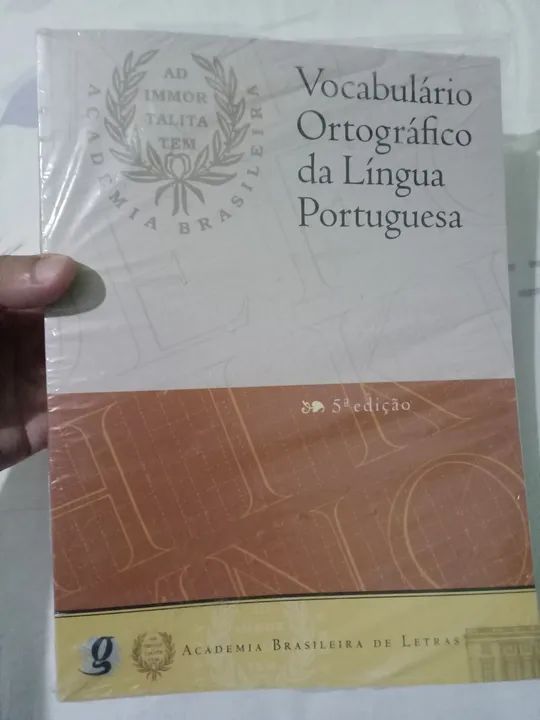 AD
IMMOR
TALITA
TEM
ACADEMIA BRASILEIRA
Vocabulário
Ortográfico
da Língua
Portuguesa
5ª edição
g
ACADEMIA BRASILEIRA DE LETRAS